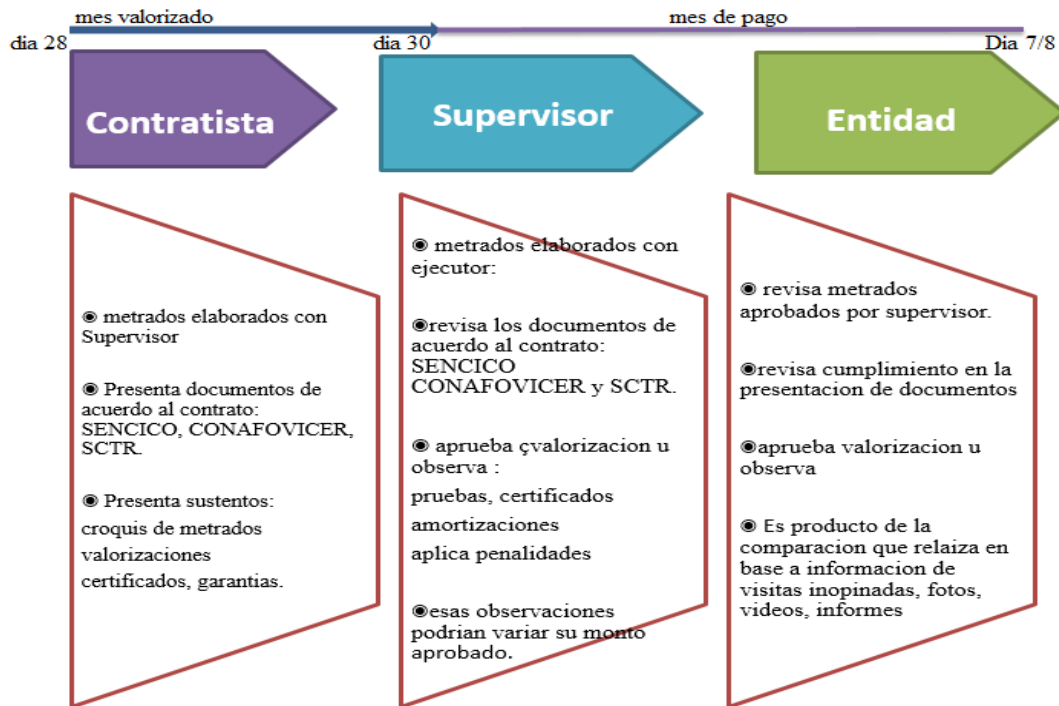 mes valorizado
mes de pago
dia 28
dia 30
Dia 7/8
Contratista
Supervisor
Entidad
◉ metrados elaborados con
Supervisor
◉ Presenta documentos de
acuerdo al contrato:
SENCICO, CONAFOVICER,
SCTR.
◉ Presenta sustentos:
croquis de metrados
valorizaciones
certificados, garantias.
◉ metrados elaborados con
ejecutor:
◉revisa los documentos de
acuerdo al contrato:
SENCICO
CONAFOVICER y SCTR.
◉ aprueba çvalorizacion u
observa :
pruebas, certificados
amortizaciones
aplica penalidades
◉esas observaciones
podrian variar su monto
aprobado.
◉ revisa metrados
aprobados por supervisor.
◉revisa cumplimiento en la
presentacion de documentos
◉aprueba valorizacion u
observa
◉ Es producto de la
comparacion que relaiza en
base a informacion de
visitas inopinadas, fotos,
videos, informes